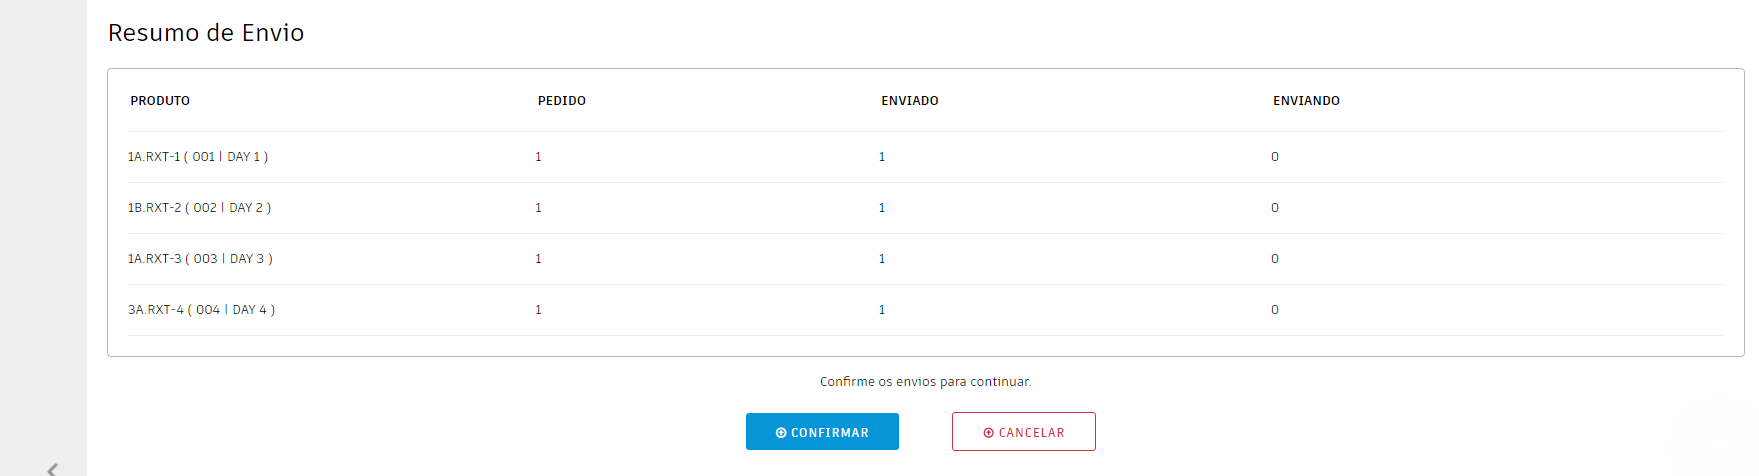 Resumo de Envio
PRODUTO PEDIDO ENVIADO ENVIANDO
1A.RXT-1 ( 001 | DAY 1 ) 1 1 0
1B.RXT-2 ( 002 | DAY 2 ) 1 1 0
1A.RXT-3 ( 003 | DAY 3 ) 1 1 0
3A.RXT-4 ( 004 | DAY 4 ) 1 1 0
Confirme os envios para continuar.
CONFIRMAR CANCELAR